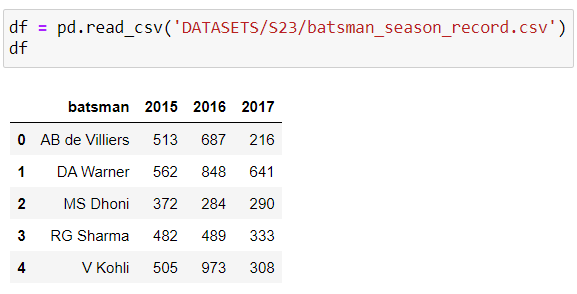 df = pd.read_csv('DATASETS/S23/batsman_season_record.csv')
df
batsman 2015 2016 2017
0 AB de Villiers 513 687 216
1 DA Warner 562 848 641
2 MS Dhoni 372 284 290
3 RG Sharma 482 489 333
4 V Kohli 505 973 308